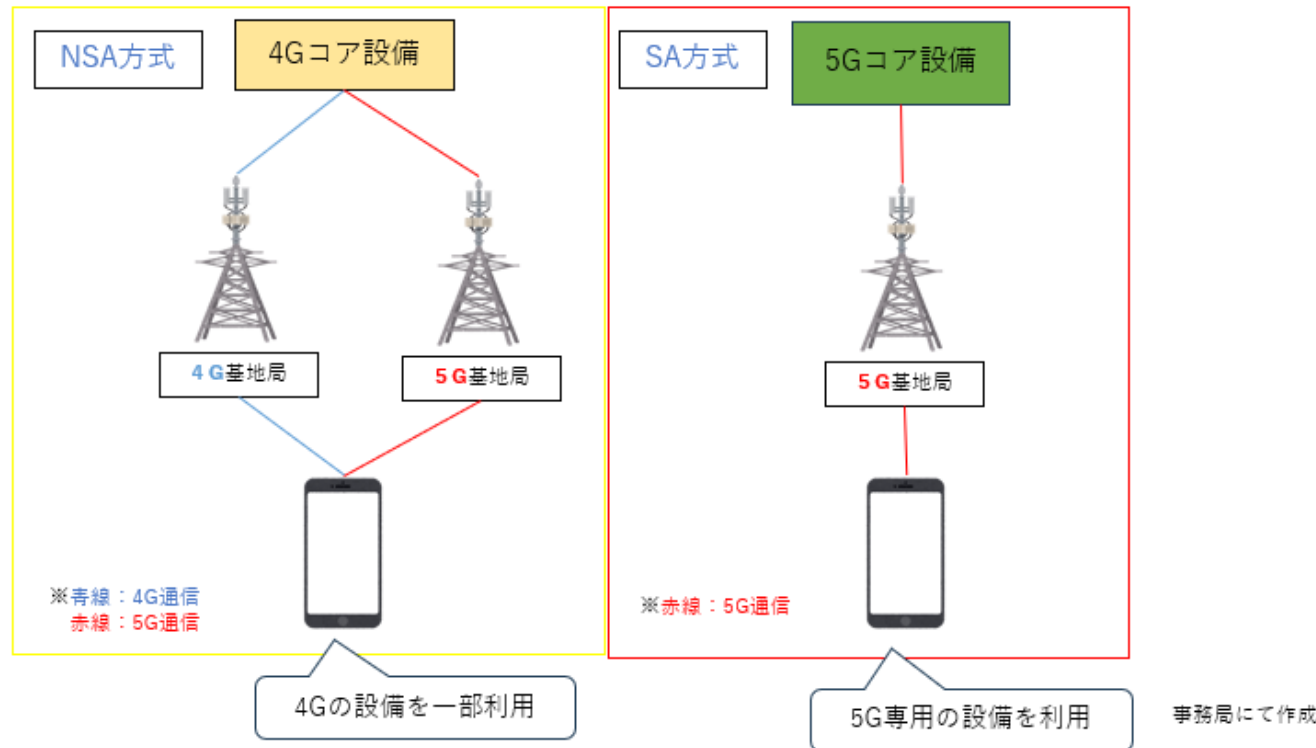 NSA方式
4Gコア設備
4G基地局
5G基地局
※青線：4G通信
赤線：5G通信
4Gの設備を一部利用
SA方式
5Gコア設備
5G基地局
※赤線：5G通信
5G専用の設備を利用
事務局にて作成